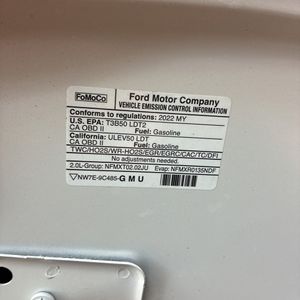 FoMoCo
Ford Motor Company
VEHICLE EMISSION CONTROL INFORMATION
Conforms to regulations: 2022 MY
U.S. EPA: T3B50 LDT2
CA OBD II Fuel: Gasoline
California: ULEV50 LDT
CA OBD II Fuel: Gasoline
TWC/HO2S/WR-HO2S/EGR/EGRC/CAC/TC/DFI
No adjustments needed.
2.0L-Group: NFMXT02.02JU Evap: NFMXR0135NDF
NW7E-9C485-GMU